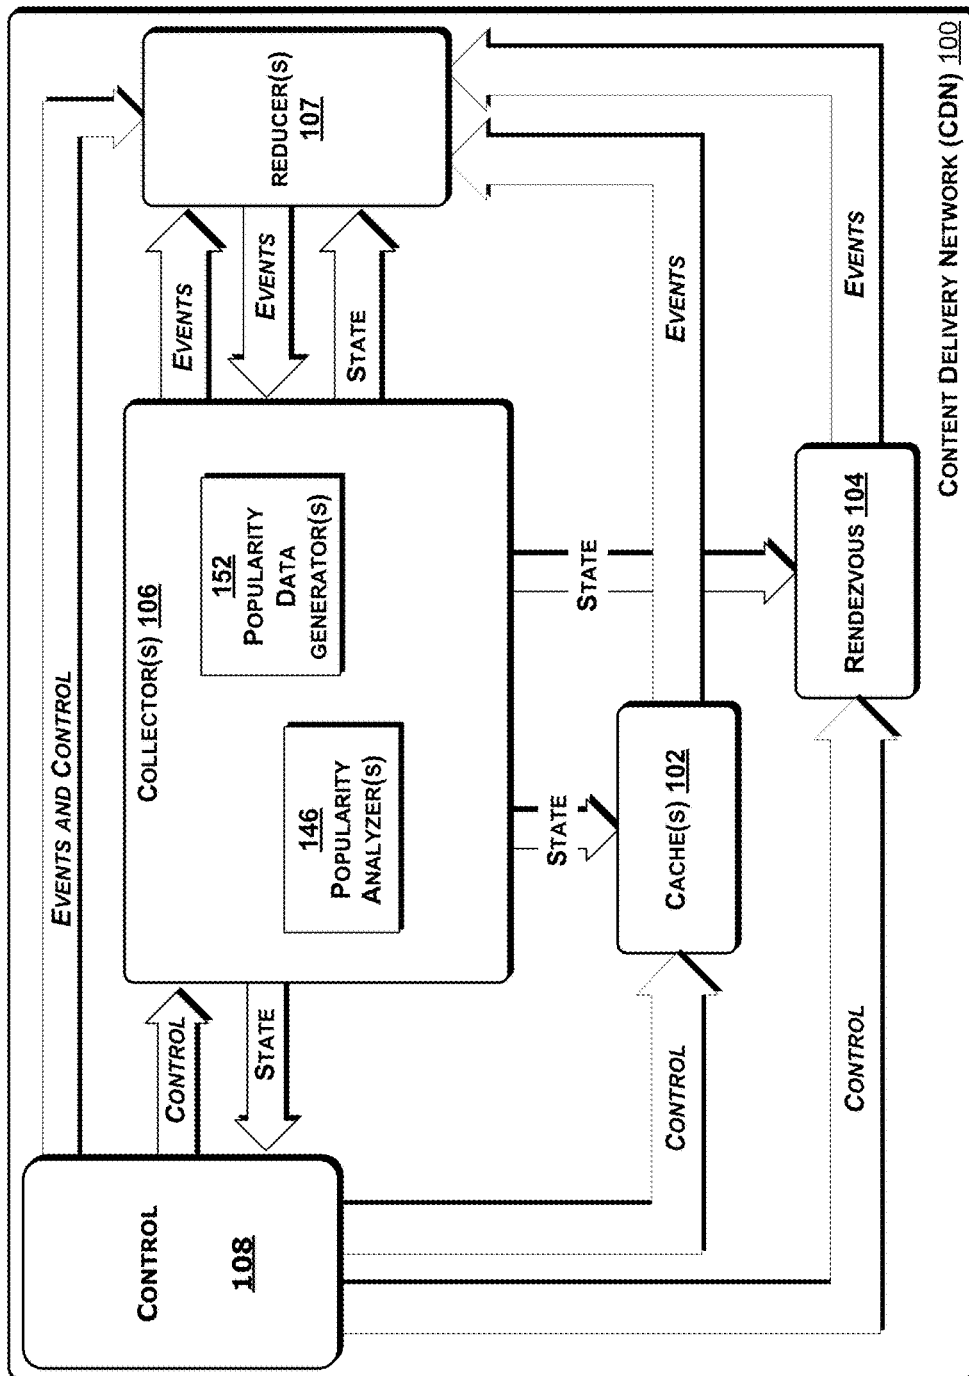 EVENTS AND CONTROL
CONTROL
108
CONTROL
STATE
COLLECTOR(S) 106
146
POPULARITY
ANALYZER(S)
152
POPULARITY
DATA
GENERATOR(S)
EVENTS
EVENTS
STATE
REDUCER(S)
107
STATE
STATE
CONTROL
CACHE(S) 102
EVENTS
CONTROL
RENDEZVOUS 104
EVENTS
CONTENT DELIVERY NETWORK (CDN) 100